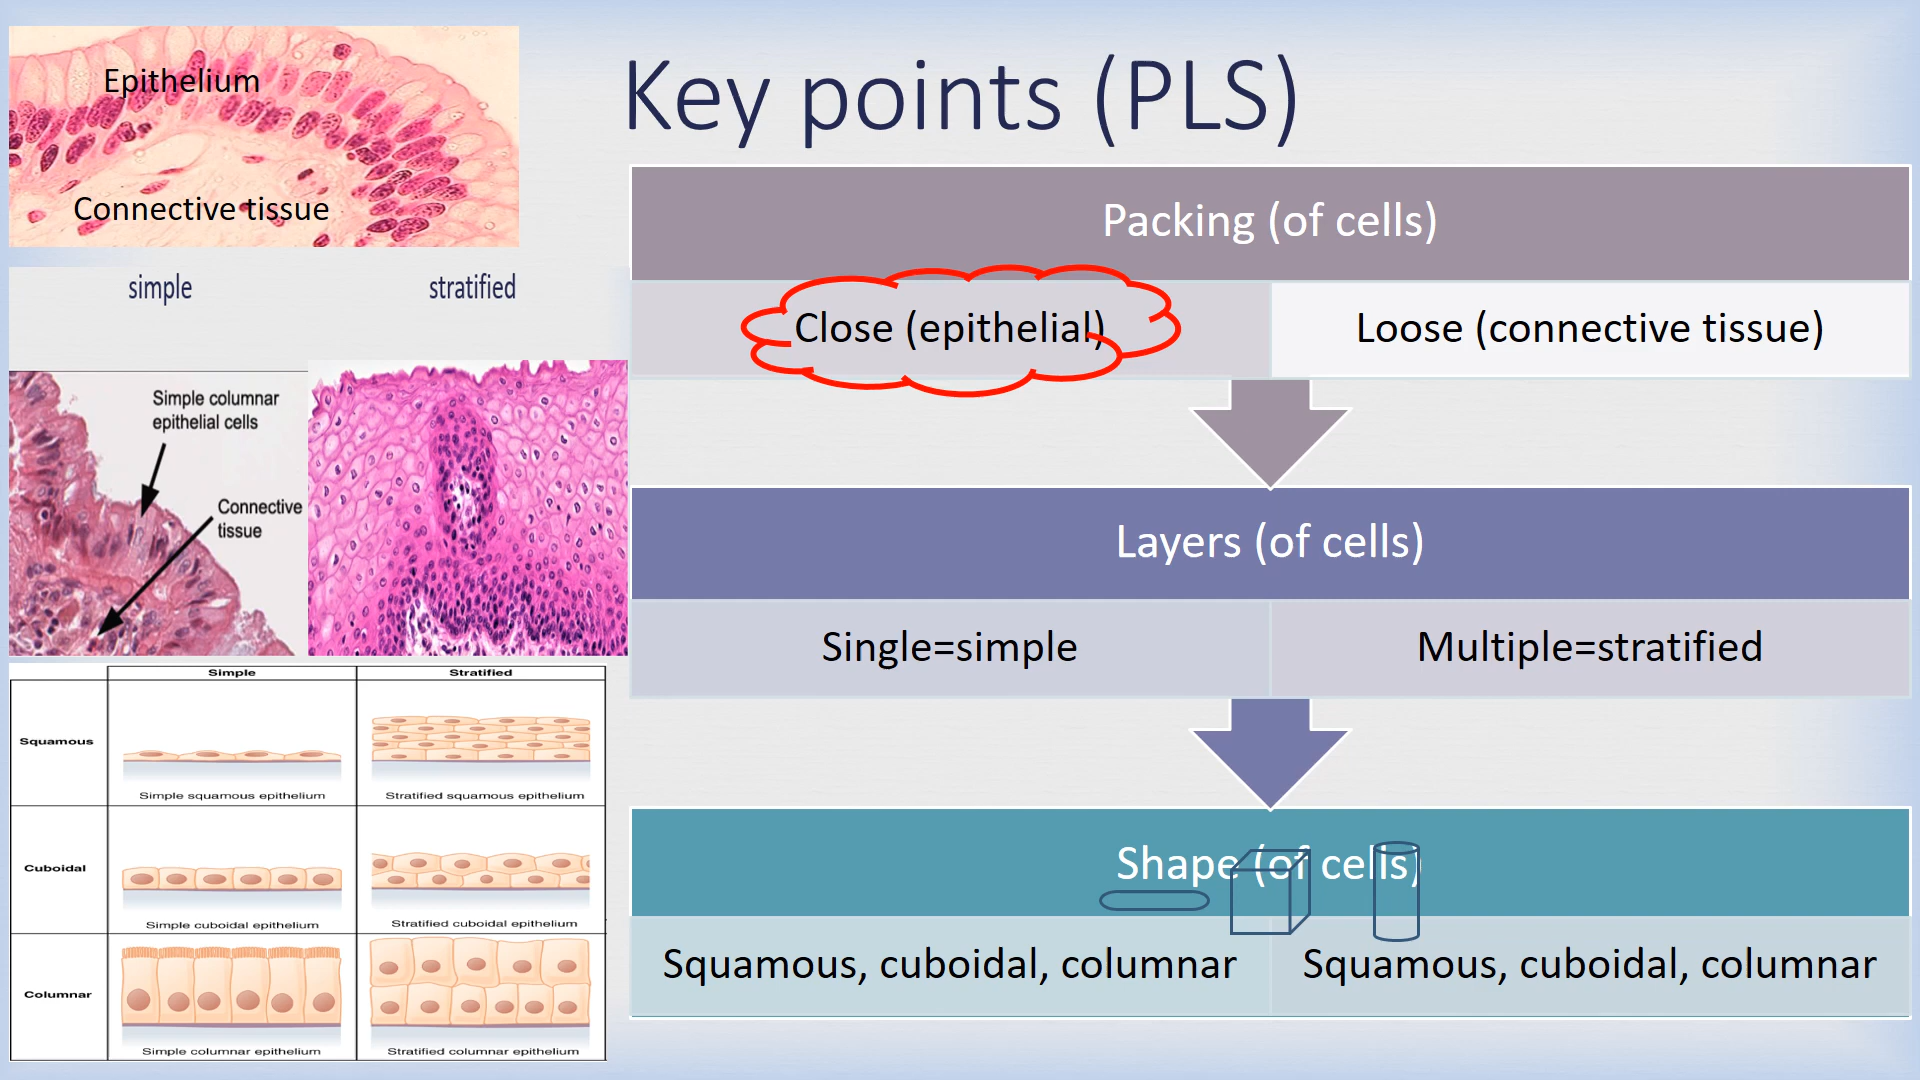 Key points (PLS)
Epithelium
Connective tissue
simple
stratified
Simple columnar
epithelial cells
Connective
tissue
Simple
Stratified
Squamous
Simple squamous epithelium
Stratified squamous epithelium
Cuboidal
Simple cuboidal epithelium
Stratified cuboidal epithelium
Columnar
Simple columnar epithelium
Stratified columnar epithelium
Packing (of cells)
Close (epithelial)
Loose (connective tissue)
Layers (of cells)
Single=simple
Multiple=stratified
Shape (of cells)
Squamous, cuboidal, columnar
Squamous, cuboidal, columnar